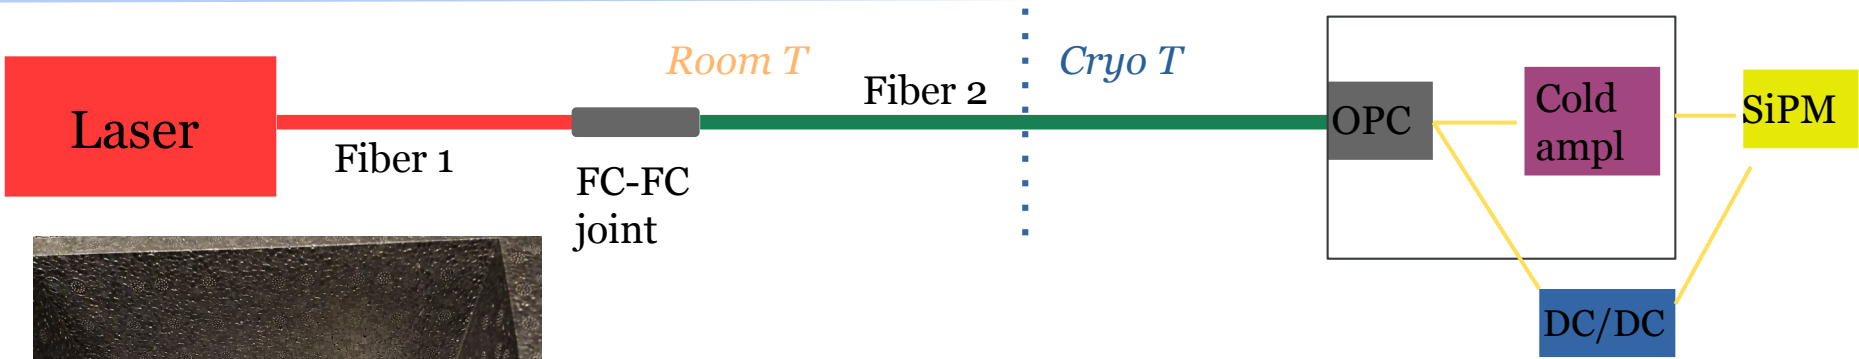 Room T
Cryo T
Laser
Fiber 1
FC-FC
joint
Fiber 2
OPC
Cold
ampl
SiPM
DC/DC